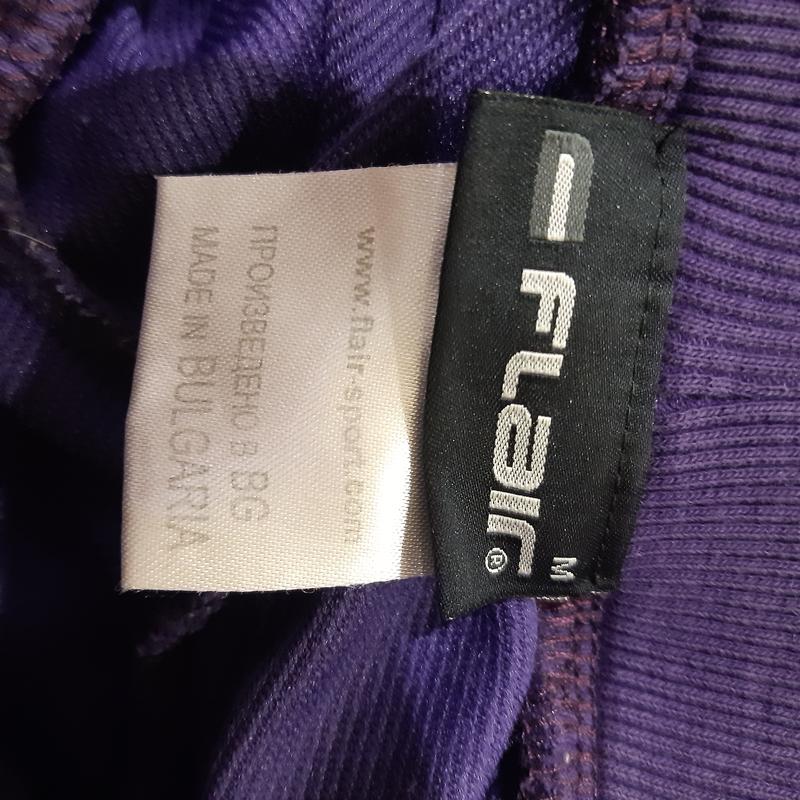 FLaIr®
M
www.flair-sport.com
ПРОИЗВЕДЕНО В BG
MADE IN BULGARIA